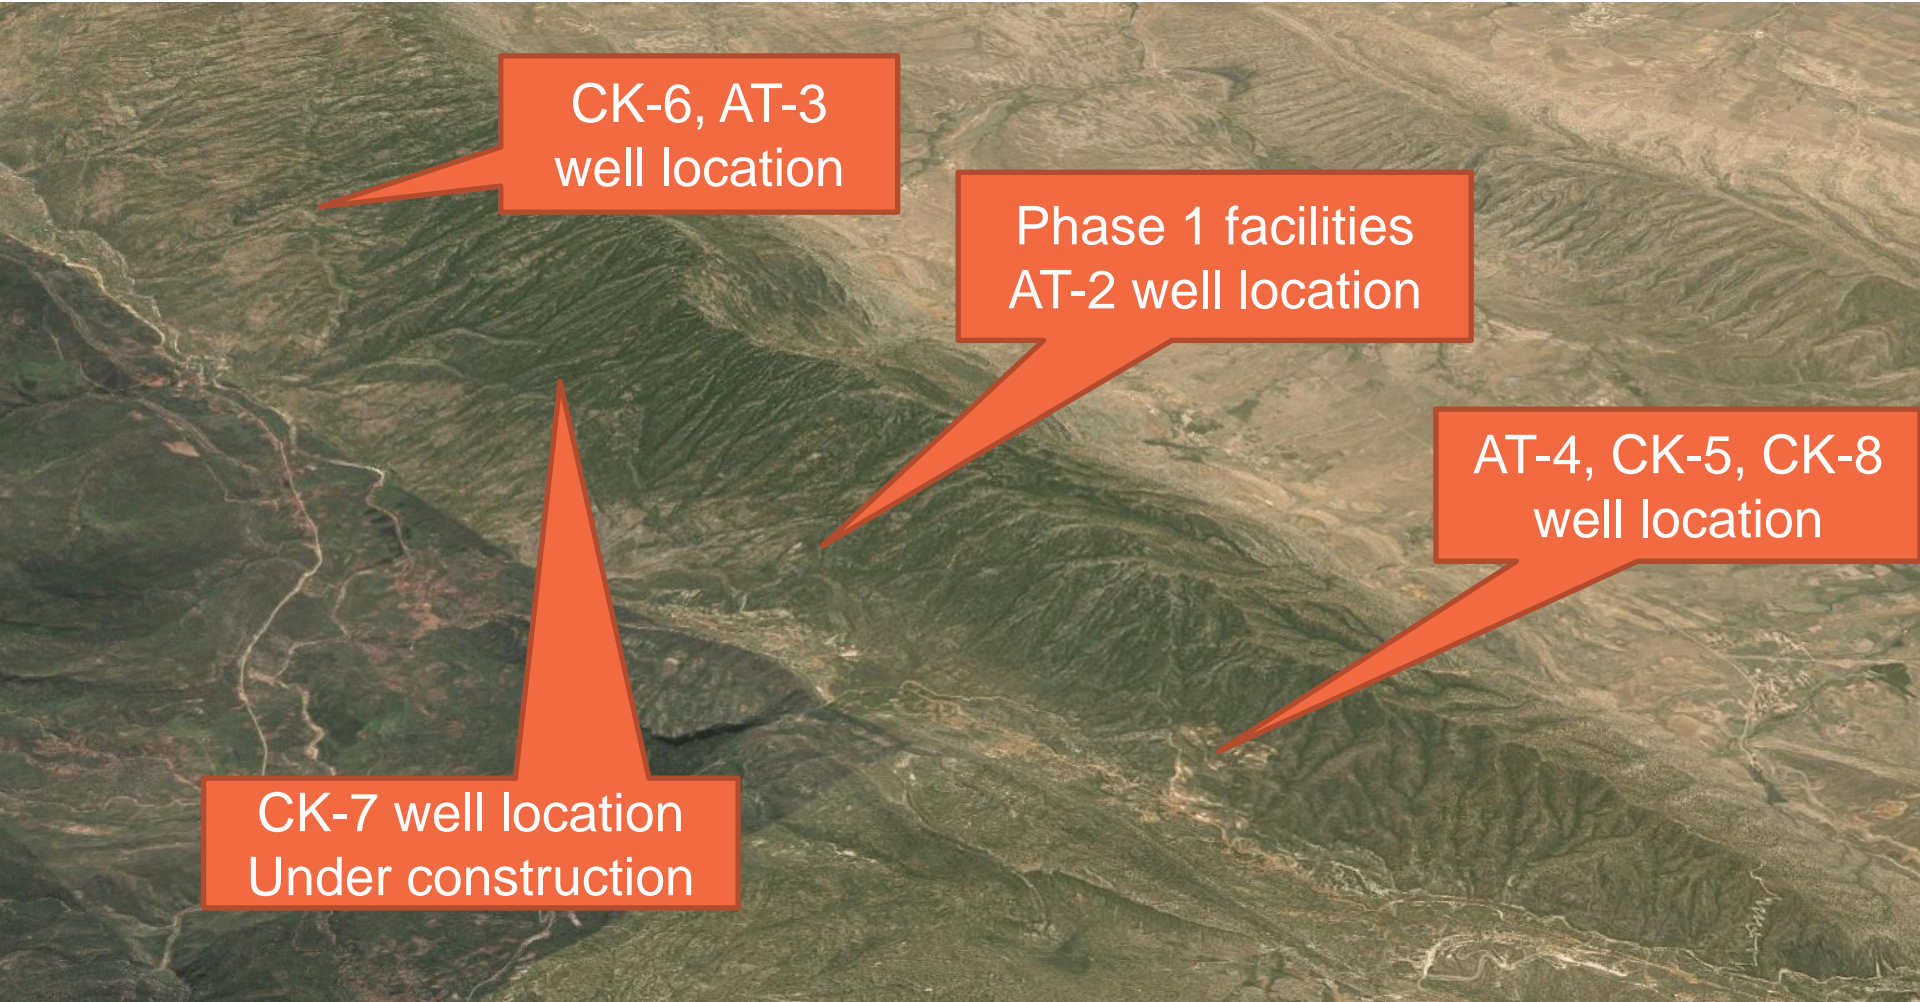 CK-6, AT-3
well location
Phase 1 facilities
AT-2 well location
AT-4, CK-5, CK-8
well location
CK-7 well location
Under construction